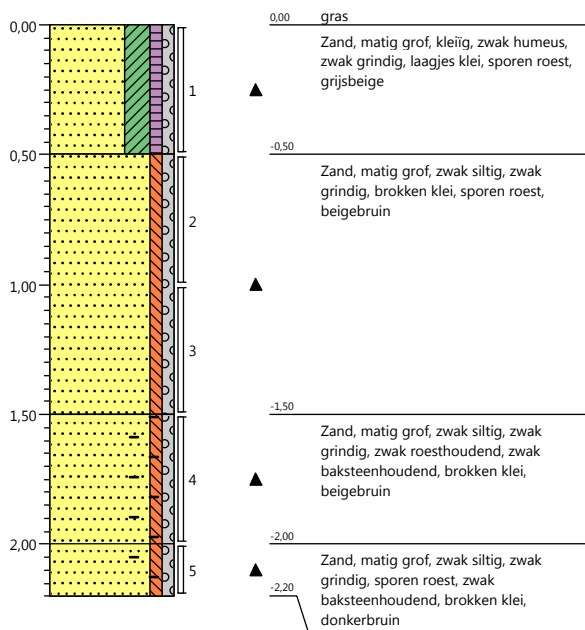 0,00
0,50
1,00
1,50
2,00
1
2
3
4
5
0,00 gras
Zand, matig grof, kleiïg, zwak humeus,
zwak grindig, laagjes klei, sporen roest,
grijsbeige
-0,50
Zand, matig grof, zwak siltig, zwak
grindig, brokken klei, sporen roest,
beigebruin
-1,50
Zand, matig grof, zwak siltig, zwak
grindig, zwak roesthoudend, zwak
baksteenhoudend, brokken klei,
beigebruin
-2,00
Zand, matig grof, zwak siltig, zwak
grindig, sporen roest, zwak
baksteenhoudend, brokken klei,
donkerbruin
-2,20